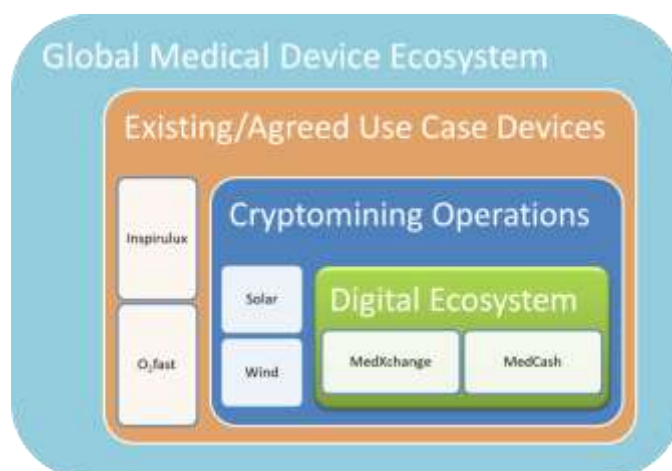 Global Medical Device Ecosystem
Existing/Agreed Use Case Devices
Inspirulux
O₂fast
Cryptomining Operations
Solar
Wind
Digital Ecosystem
MedXchange
MedCash